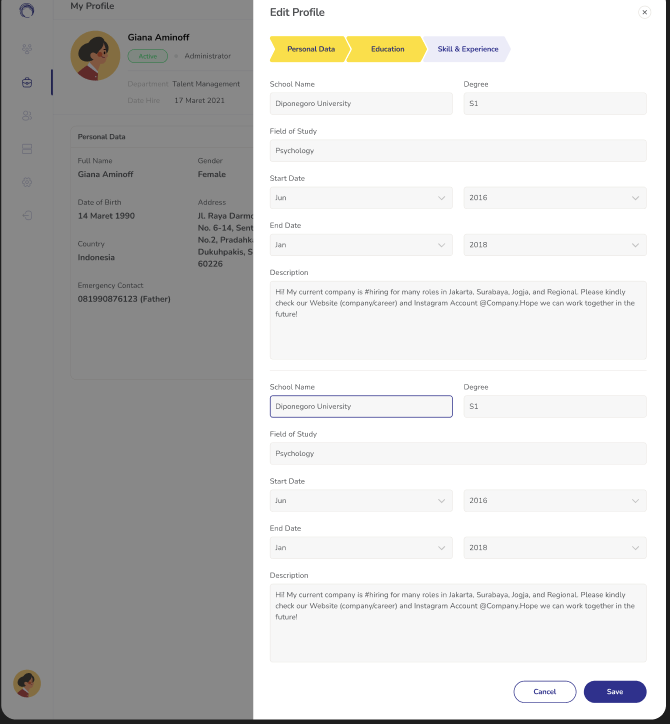 My Profile
Giana Aminoff
Active
Administrator
Department Talent Management
Date Hire 17 Maret 2021
Personal Data
Full Name
Gender
Giana Aminoff
Female
Date of Birth
Address
14 Maret 1990
Jl. Raya Darmo
No. 6-14, Sent
No.2, Pradahk
Dukuhpakis, S
60226
Country
Indonesia
Emergency Contact
081990876123 (Father)
Edit Profile
Personal Data
Education
Skill & Experience
School Name
Degree
Diponegoro University
S1
Field of Study
Psychology
Start Date
Jun
2016
End Date
Jan
2018
Description
Hi! My current company is #hiring for many roles in Jakarta, Surabaya, Jogja, and Regional. Please kindly
check our Website (company/career) and Instagram Account @Company.Hope we can work together in the
future!
School Name
Degree
Diponegoro University
S1
Field of Study
Psychology
Start Date
Jun
2016
End Date
Jan
2018
Description
Hi! My current company is #hiring for many roles in Jakarta, Surabaya, Jogja, and Regional. Please kindly
check our Website (company/career) and Instagram Account @Company.Hope we can work together in the
future!
Cancel
Save